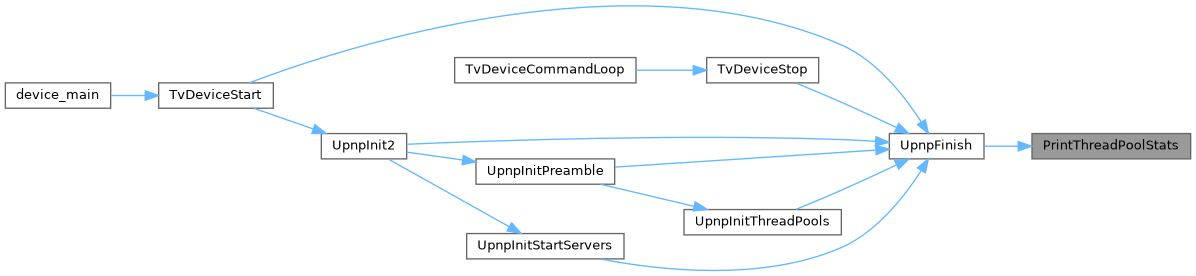 TvDeviceCommandLoop
TvDeviceStop
device_main
TvDeviceStart
UpnpInit2
UpnpFinish
PrintThreadPoolStats
UpnpInitPreamble
UpnpInitThreadPools
UpnpInitStartServers